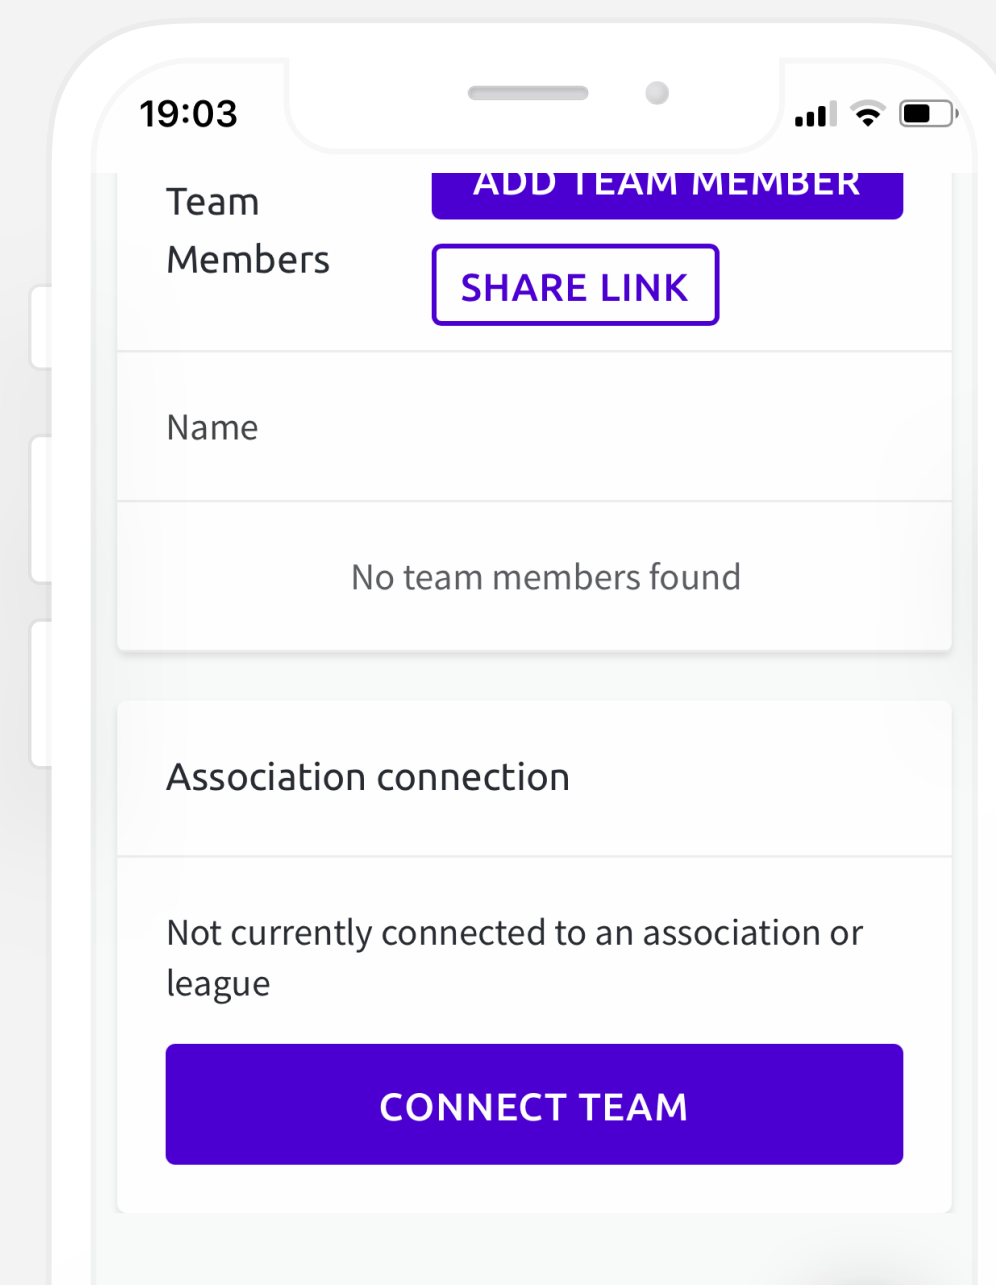 19:03
Team
Members
ADD TEAM MEMBER
SHARE LINK
Name
No team members found
Association connection
Not currently connected to an association or
league
CONNECT TEAM